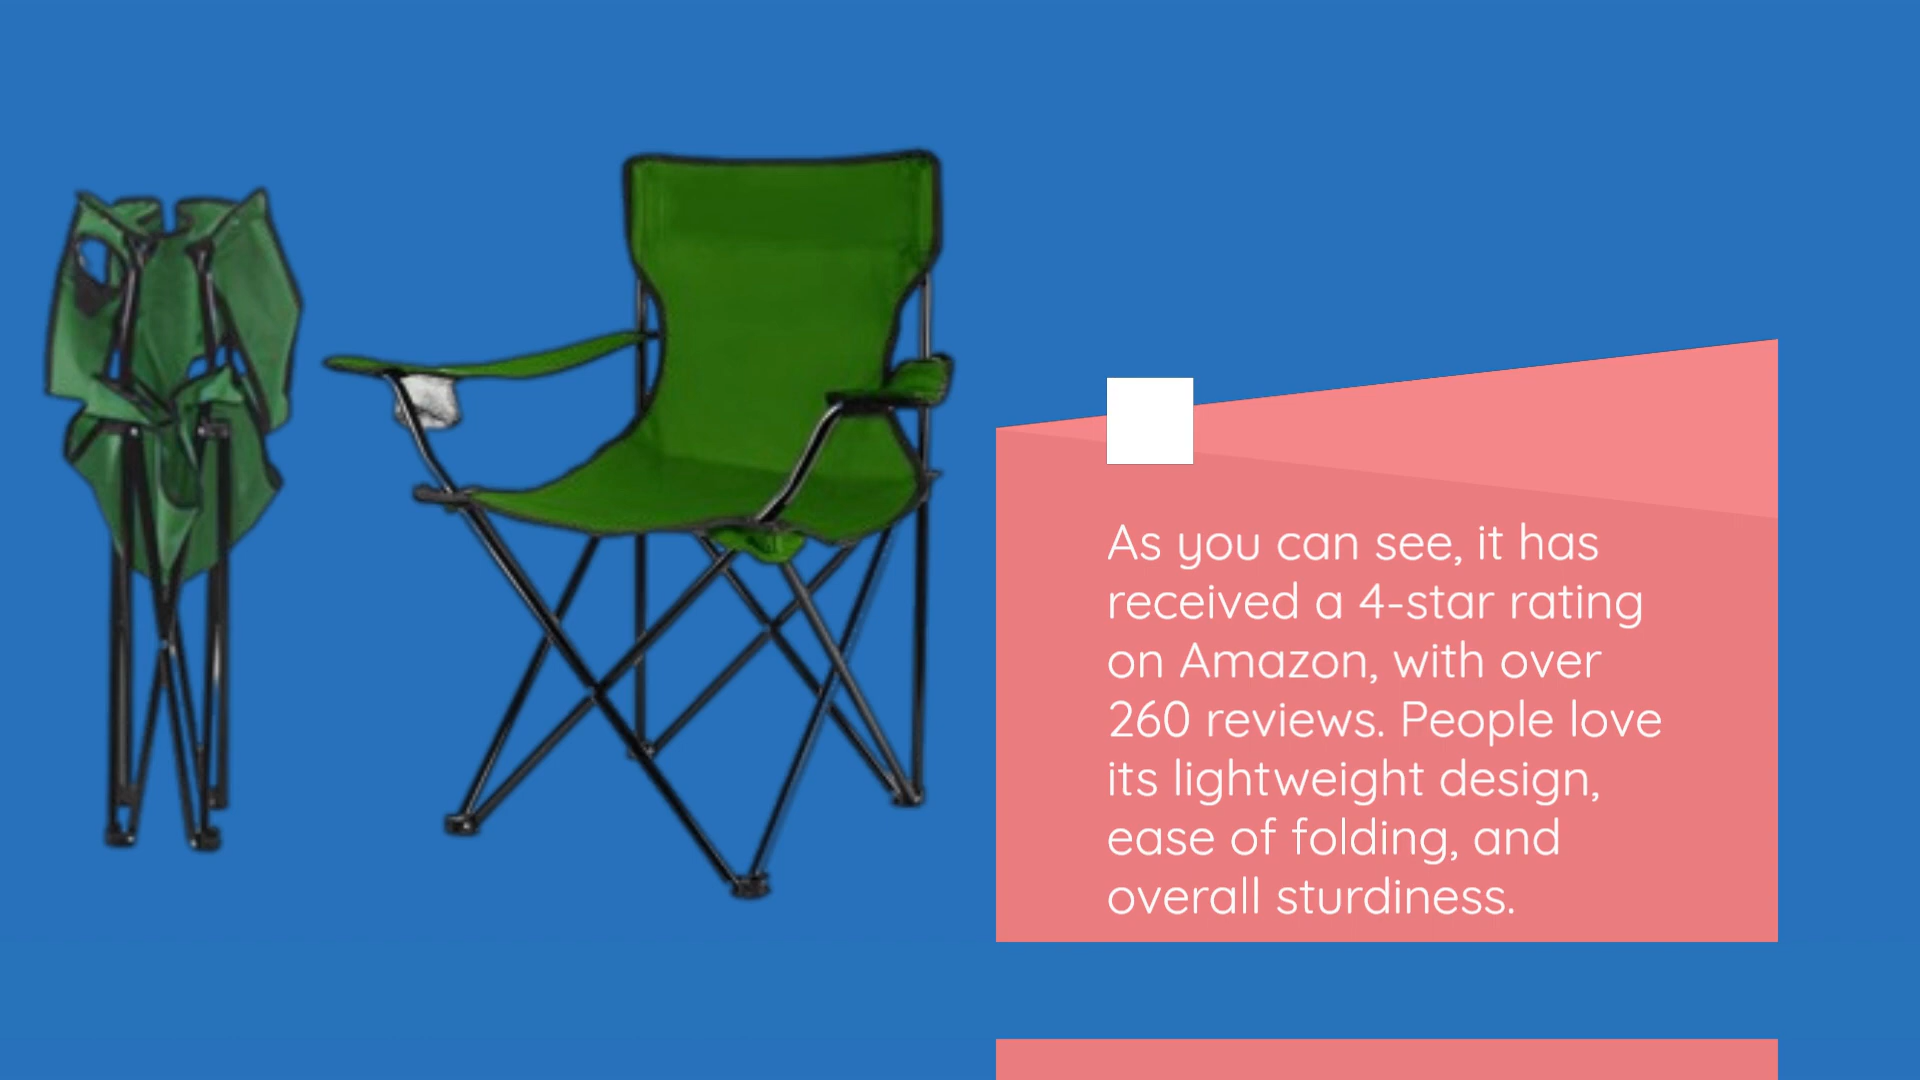 As you can see, it has
received a 4-star rating
on Amazon, with over
260 reviews. People love
its lightweight design,
ease of folding, and
overall sturdiness.